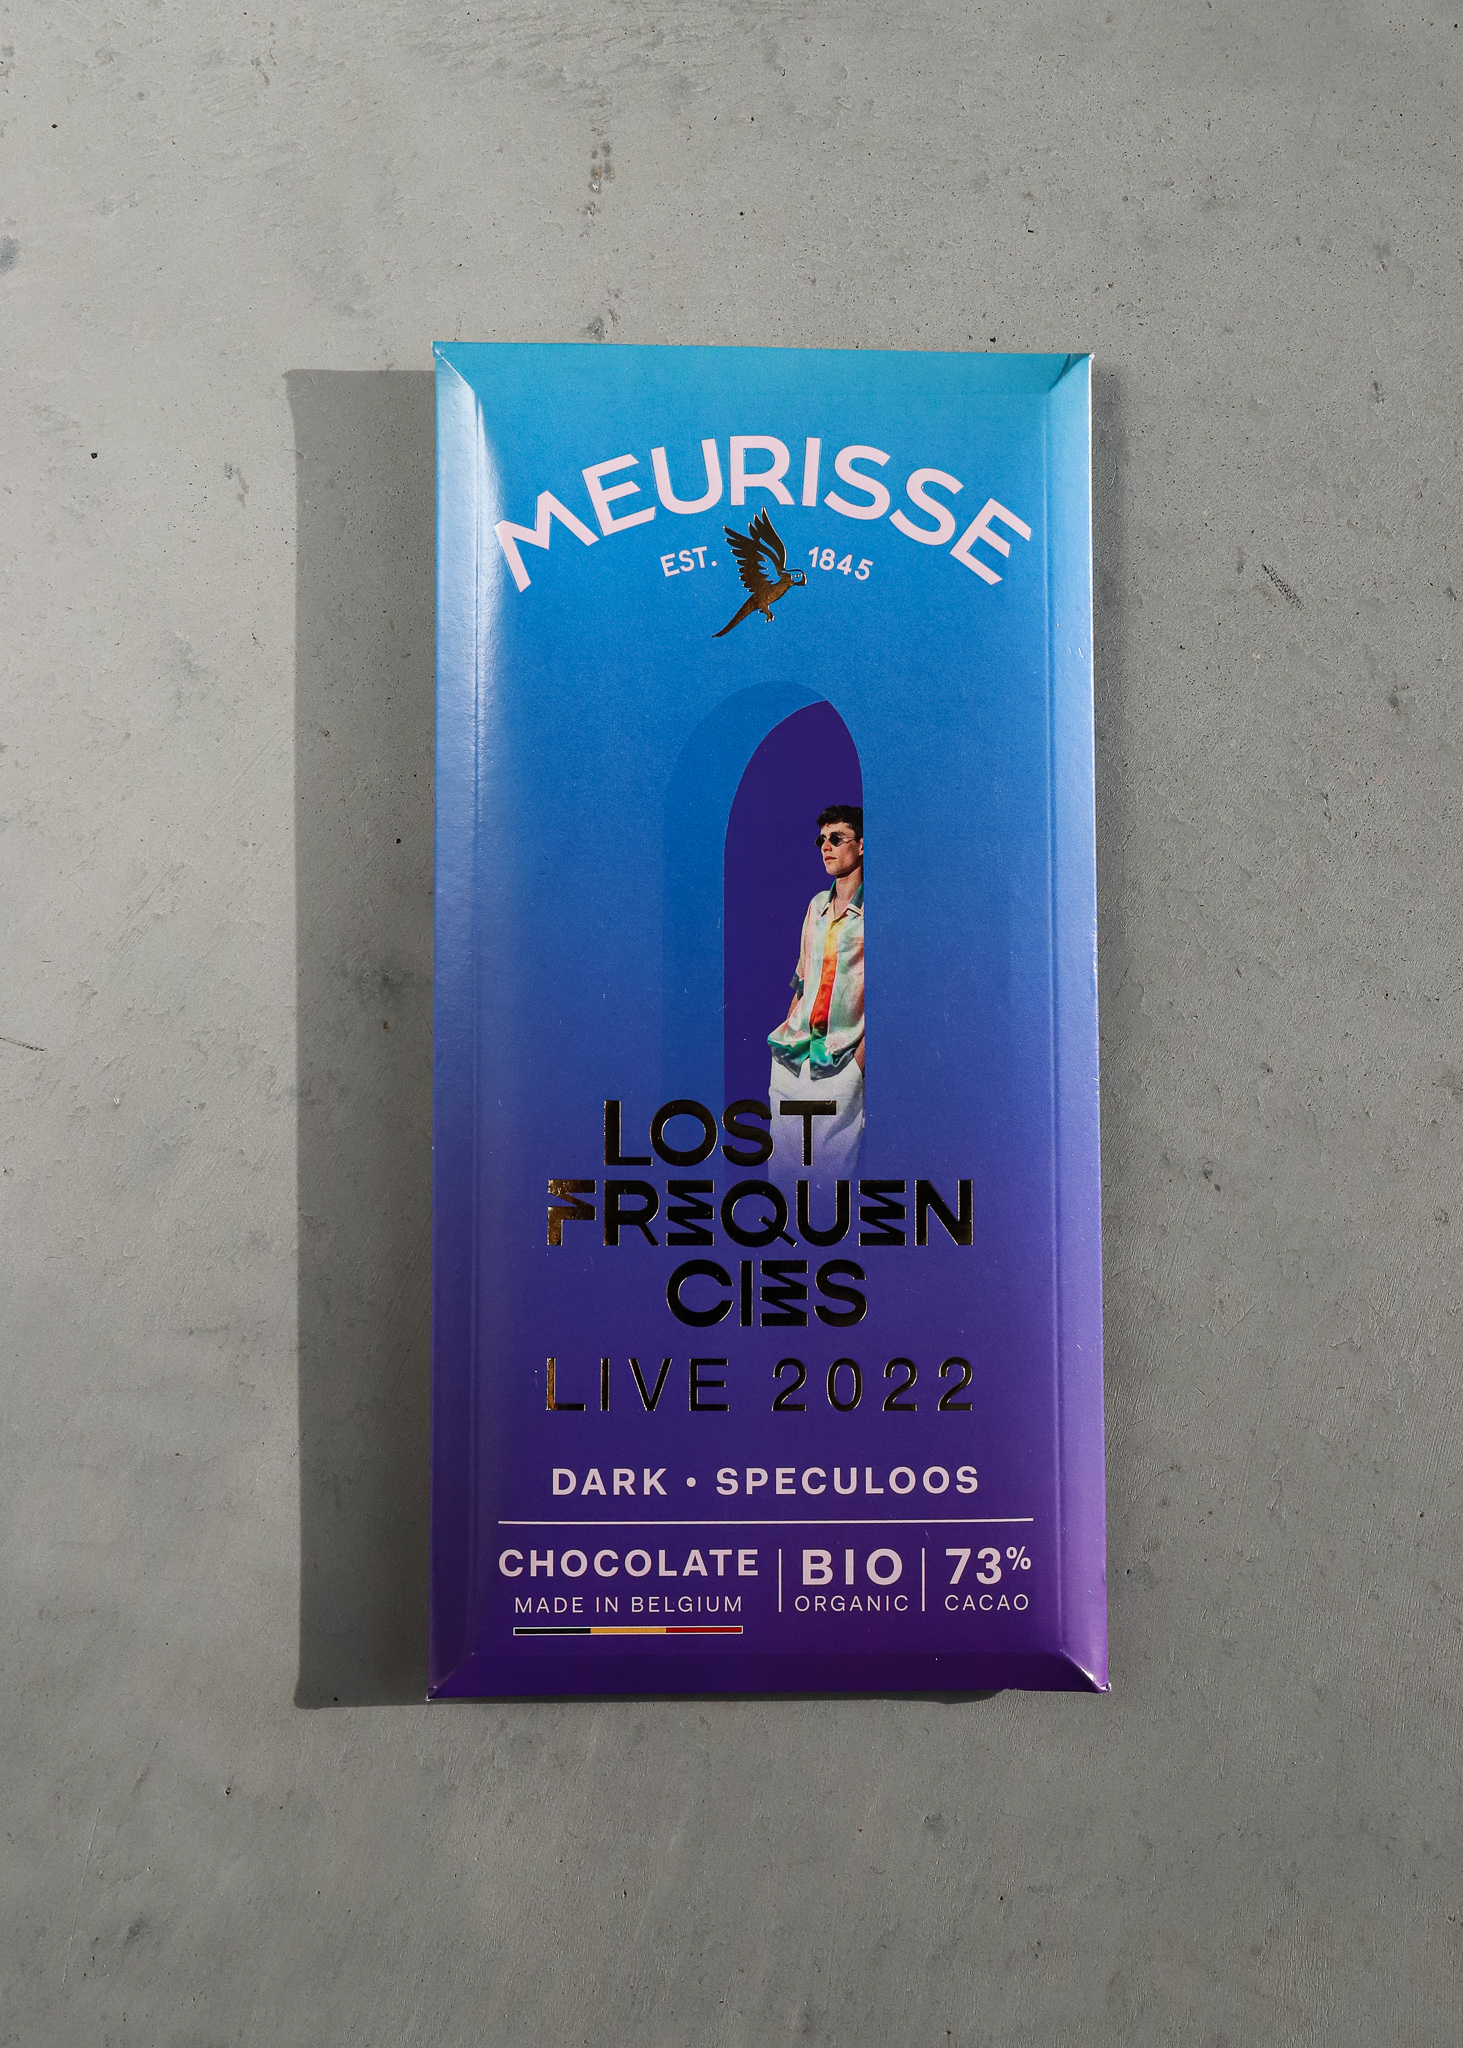 MEURISSE
EST. 1845
LOST
FREQUEN
CIES
LIVE 2022
DARK • SPECULOOS
CHOCOLATE
MADE IN BELGIUM
BIO
ORGANIC
73%
CACAO